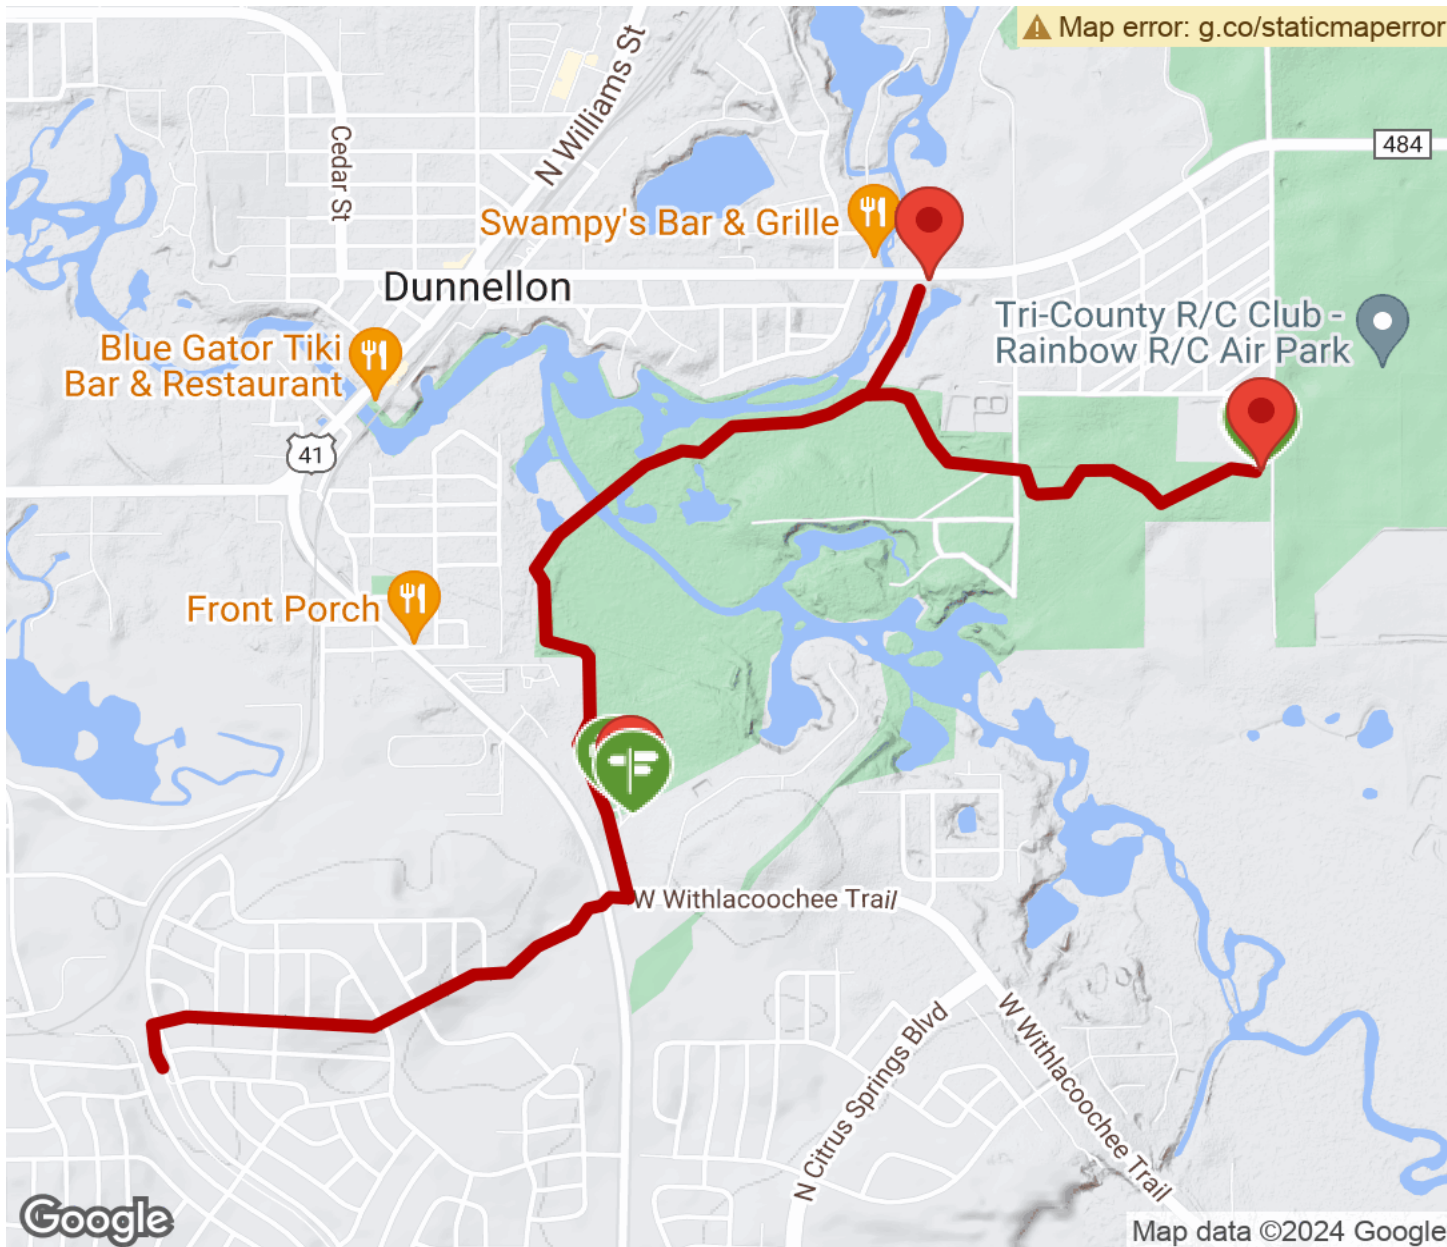 Map error: g.co/staticmaperror
N Williams St
Cedar St
484
Swampy's Bar & Grille
Dunnellon
Tri-County R/C Club -
Rainbow R/C Air Park
Blue Gator Tiki
Bar & Restaurant
41
Front Porch
W Withlacoochee Trail
N Citrus Springs Blvd
W Withlacoochee Trail
Google
Map data ©2024 Google